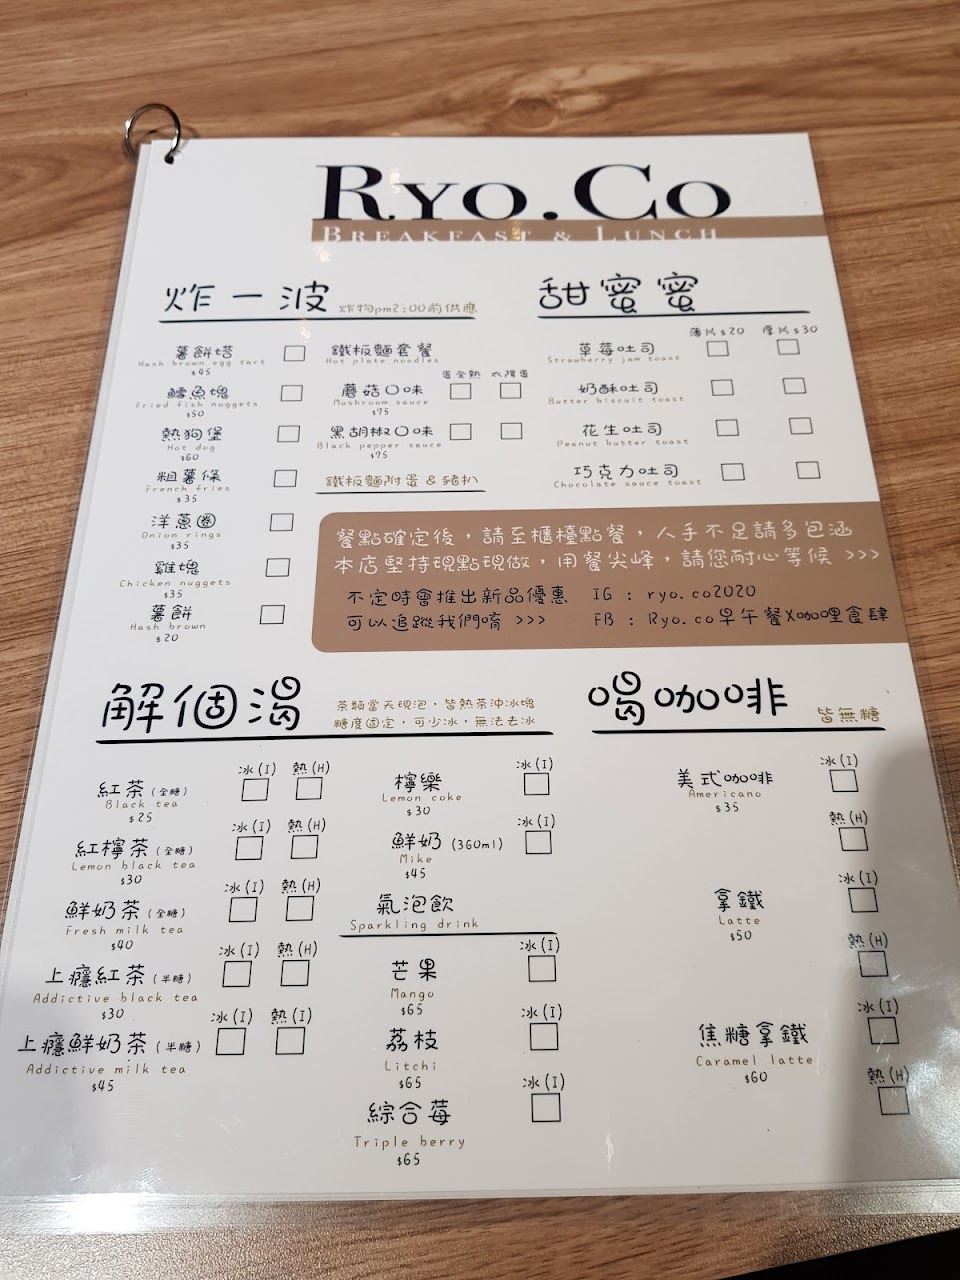 RYO.CO
BREAKFAST & LUNCH
炸一波 炸物pm2:00前供應
薯餅塔
Hash brown egg tart
$45
鱈魚塊
Fried fish nuggets
$50
熱狗堡
Hot dog
$60
粗薯條
French fries
$35
洋蔥圈
Onion rings
$35
雞塊
Chicken nuggets
$35
薯餅
Hash brown
$20
鐵板麵套餐
Hot plate noodles
蛋全熟 太陽蛋
蘑菇口味
Mushroom sauce
$75
黑胡椒口味
Black pepper sauce
$75
鐵板麵附蛋&豬扒
甜蜜蜜
薄片$20 厚片$30
草莓吐司
Strawberry jam toast
奶酥吐司
Butter biscuit toast
花生吐司
Peanut butter toast
巧克力吐司
Chocolate sauce toast
餐點確定後，請至櫃檯點餐，人手不足請多包涵
本店堅持現點現做，用餐尖峰，請您耐心等候 >>>
不定時會推出新品優惠 IG : ryo.co2020
可以追蹤我們唷 >>> FB : Ryo.co早午餐X咖哩食肆
解個渴
茶類當天現泡，皆熱茶沖冰塊
糖度固定，可少冰，無法去冰
冰(I) 熱(H)
紅茶(全糖)
Black tea
$25
冰(I) 熱(H)
紅檸茶(全糖)
Lemon black tea
$30
冰(I) 熱(H)
鮮奶茶(全糖)
Fresh milk tea
$40
冰(I) 熱(H)
上癮紅茶(半糖)
Addictive black tea
$30
冰(I) 熱(I)
上癮鮮奶茶(半糖)
Addictive milk tea
$45
冰(I)
檸樂
Lemon coke
$30
冰(I)
鮮奶(360ml)
Mike
$45
氣泡飲
Sparkling drink
冰(I)
芒果
Mango
$65
冰(I)
荔枝
Litchi
$65
冰(I)
綜合莓
Triple berry
$65
喝咖啡 皆無糖
冰(I)
美式咖啡
Americano
$35
熱(H)
冰(I)
拿鐵
Latte
$50
熱(H)
冰(I)
焦糖拿鐵
Caramel latte
$60
熱(H)